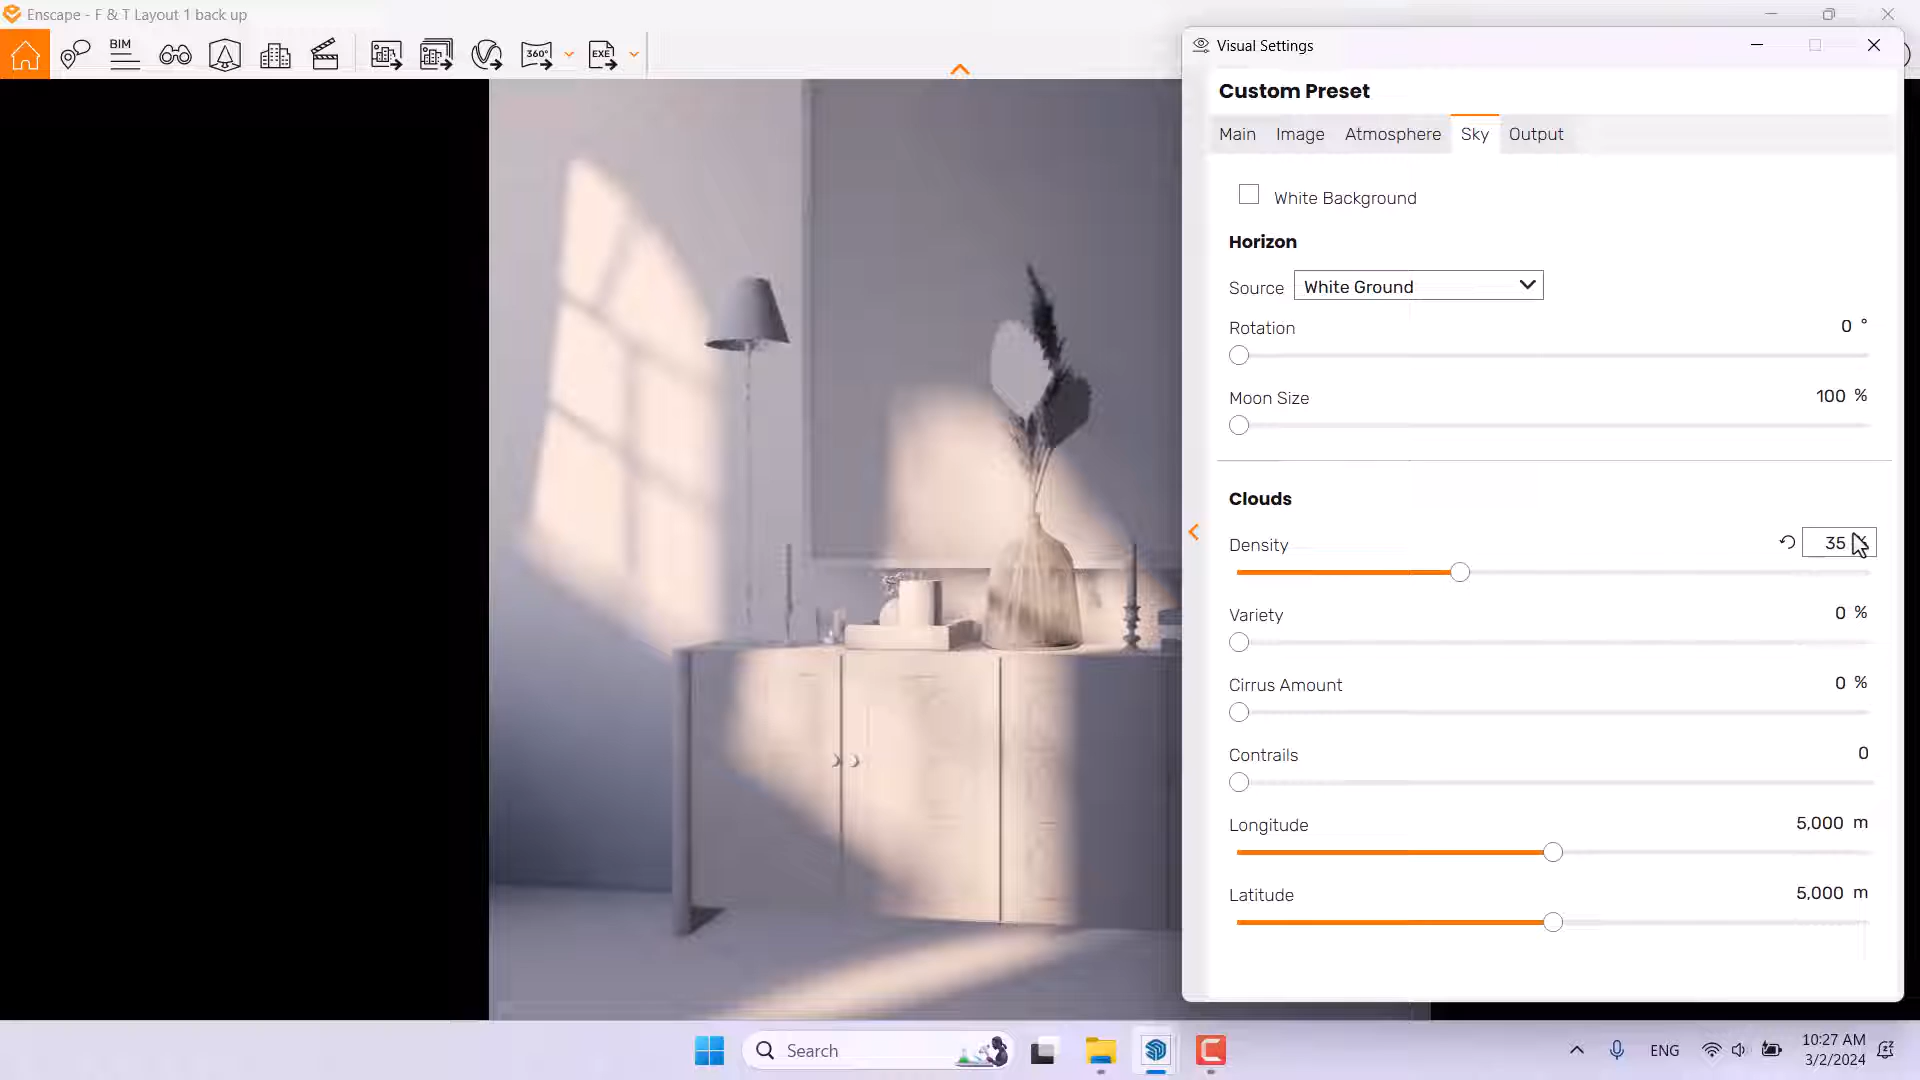 Enscape - F & T Layout 1 back up
BIM
360°
EXE
Visual Settings
Custom Preset
Main Image Atmosphere Sky Output
White Background
Horizon
Source White Ground
Rotation 0 °
Moon Size 100 %
Clouds
Density 35
Variety 0 %
Cirrus Amount 0 %
Contrails 0
Longitude 5,000 m
Latitude 5,000 m
Search
ENG
10:27 AM
3/2/2024